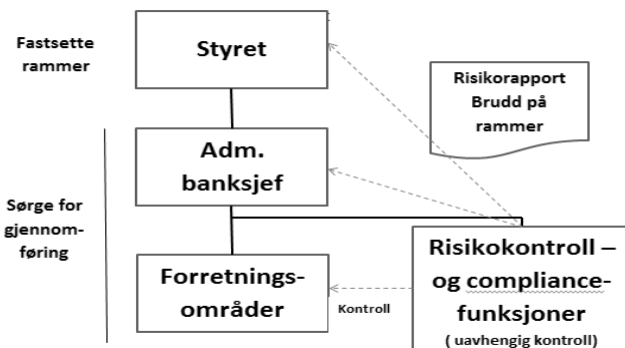 Fastsette
rammer
Styret
Risikorapport
Brudd på
rammer
Adm.
banksjef
Sørge for
gjennom-
føring
Forretnings-
områder
Kontroll
Risikokontroll –
og compliance-
funksjoner
( uavhengig kontroll)